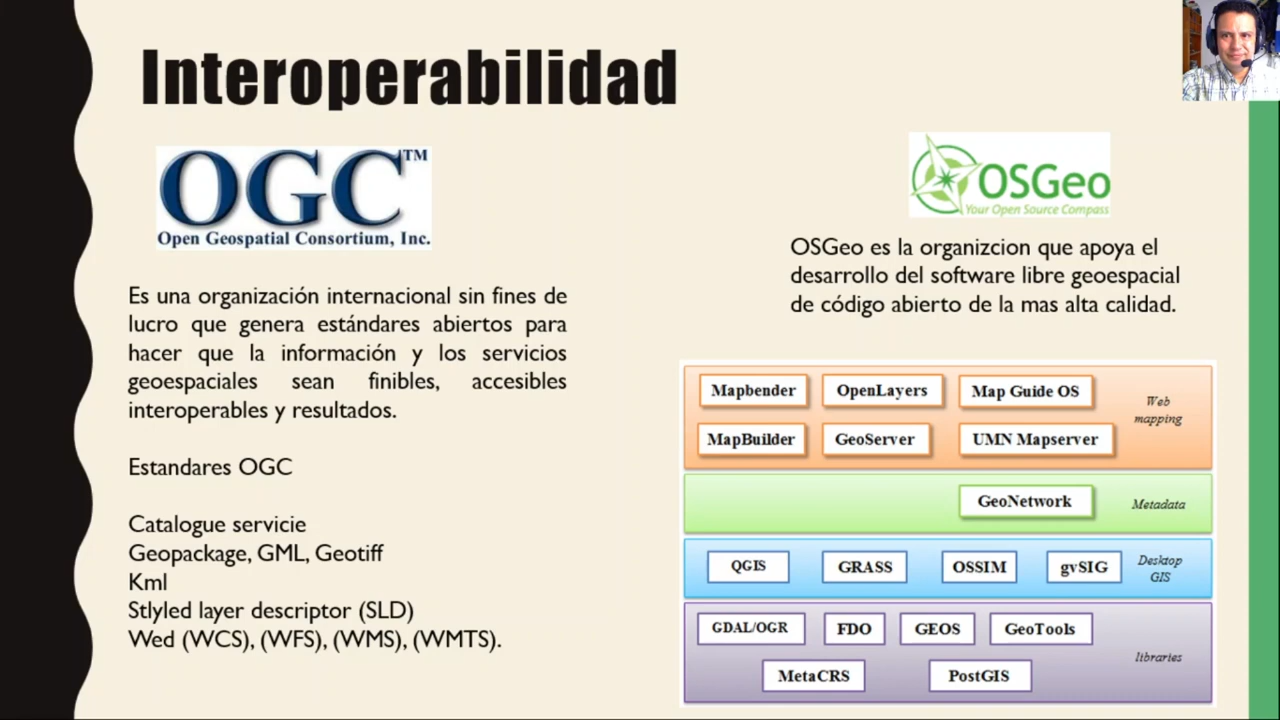 Interoperabilidad
OGC™
Open Geospatial Consortium, Inc.
Es una organización internacional sin fines de
lucro que genera estándares abiertos para
hacer que la información y los servicios
geoespaciales sean finibles, accesibles
interoperables y resultados.
Estandares OGC
Catalogue servicie
Geopackage, GML, Geotiff
Kml
Stlyled layer descriptor (SLD)
Wed (WCS), (WFS), (WMS), (WMTS).
OSGeo
Your Open Source Compass
OSGeo es la organizcion que apoya el
desarrollo del software libre geoespacial
de código abierto de la mas alta calidad.
Mapbender OpenLayers Map Guide OS
MapBuilder GeoServer UMN Mapserver
Web
mapping
GeoNetwork
Metadata
QGIS GRASS OSSIM gvSIG
Desktop
GIS
GDAL/OGR FDO GEOS GeoTools
MetaCRS PostGIS
libraries